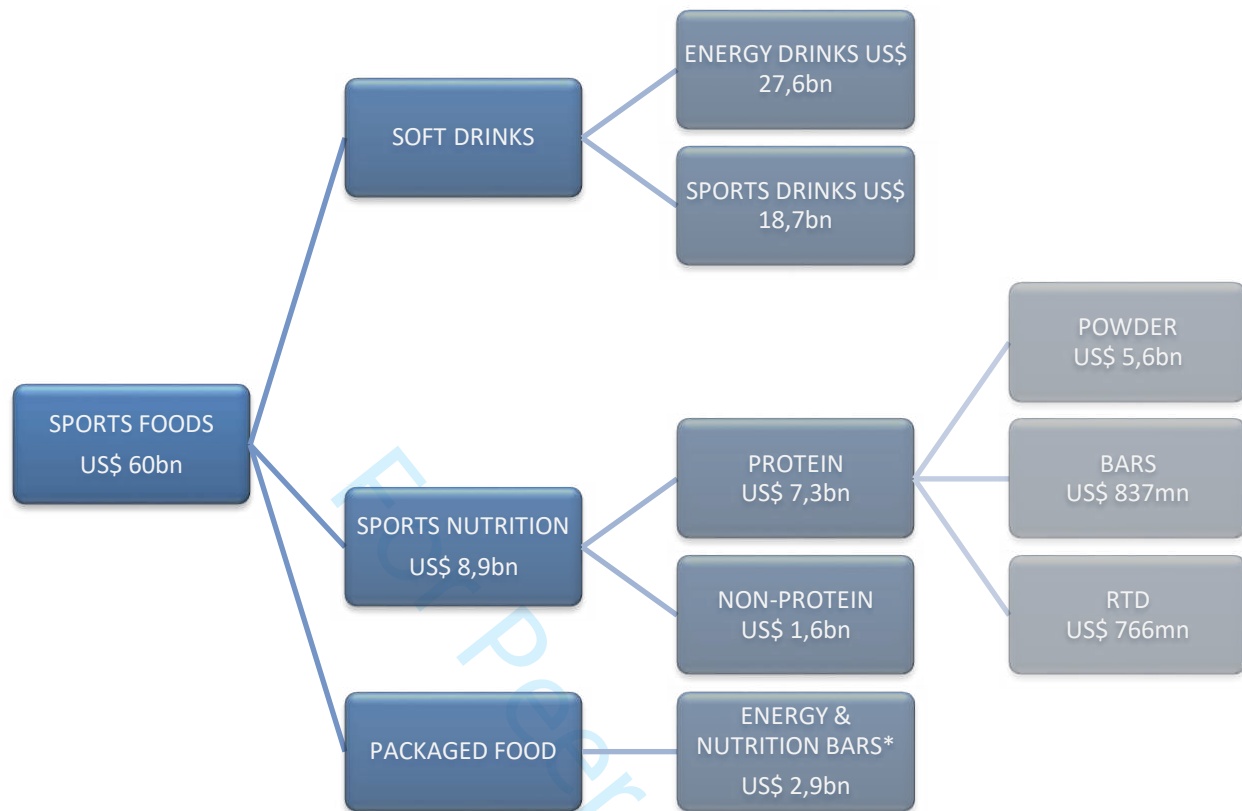 ENERGY DRINKS US$
27,6bn
SOFT DRINKS
SPORTS DRINKS US$
18,7bn
POWDER
US$ 5,6bn
SPORTS FOODS
US$ 60bn
PROTEIN
US$ 7,3bn
BARS
US$ 837mn
SPORTS NUTRITION
US$ 8,9bn
NON-PROTEIN
US$ 1,6bn
RTD
US$ 766mn
PACKAGED FOOD
ENERGY &
NUTRITION BARS*
US$ 2,9bn
For Peer